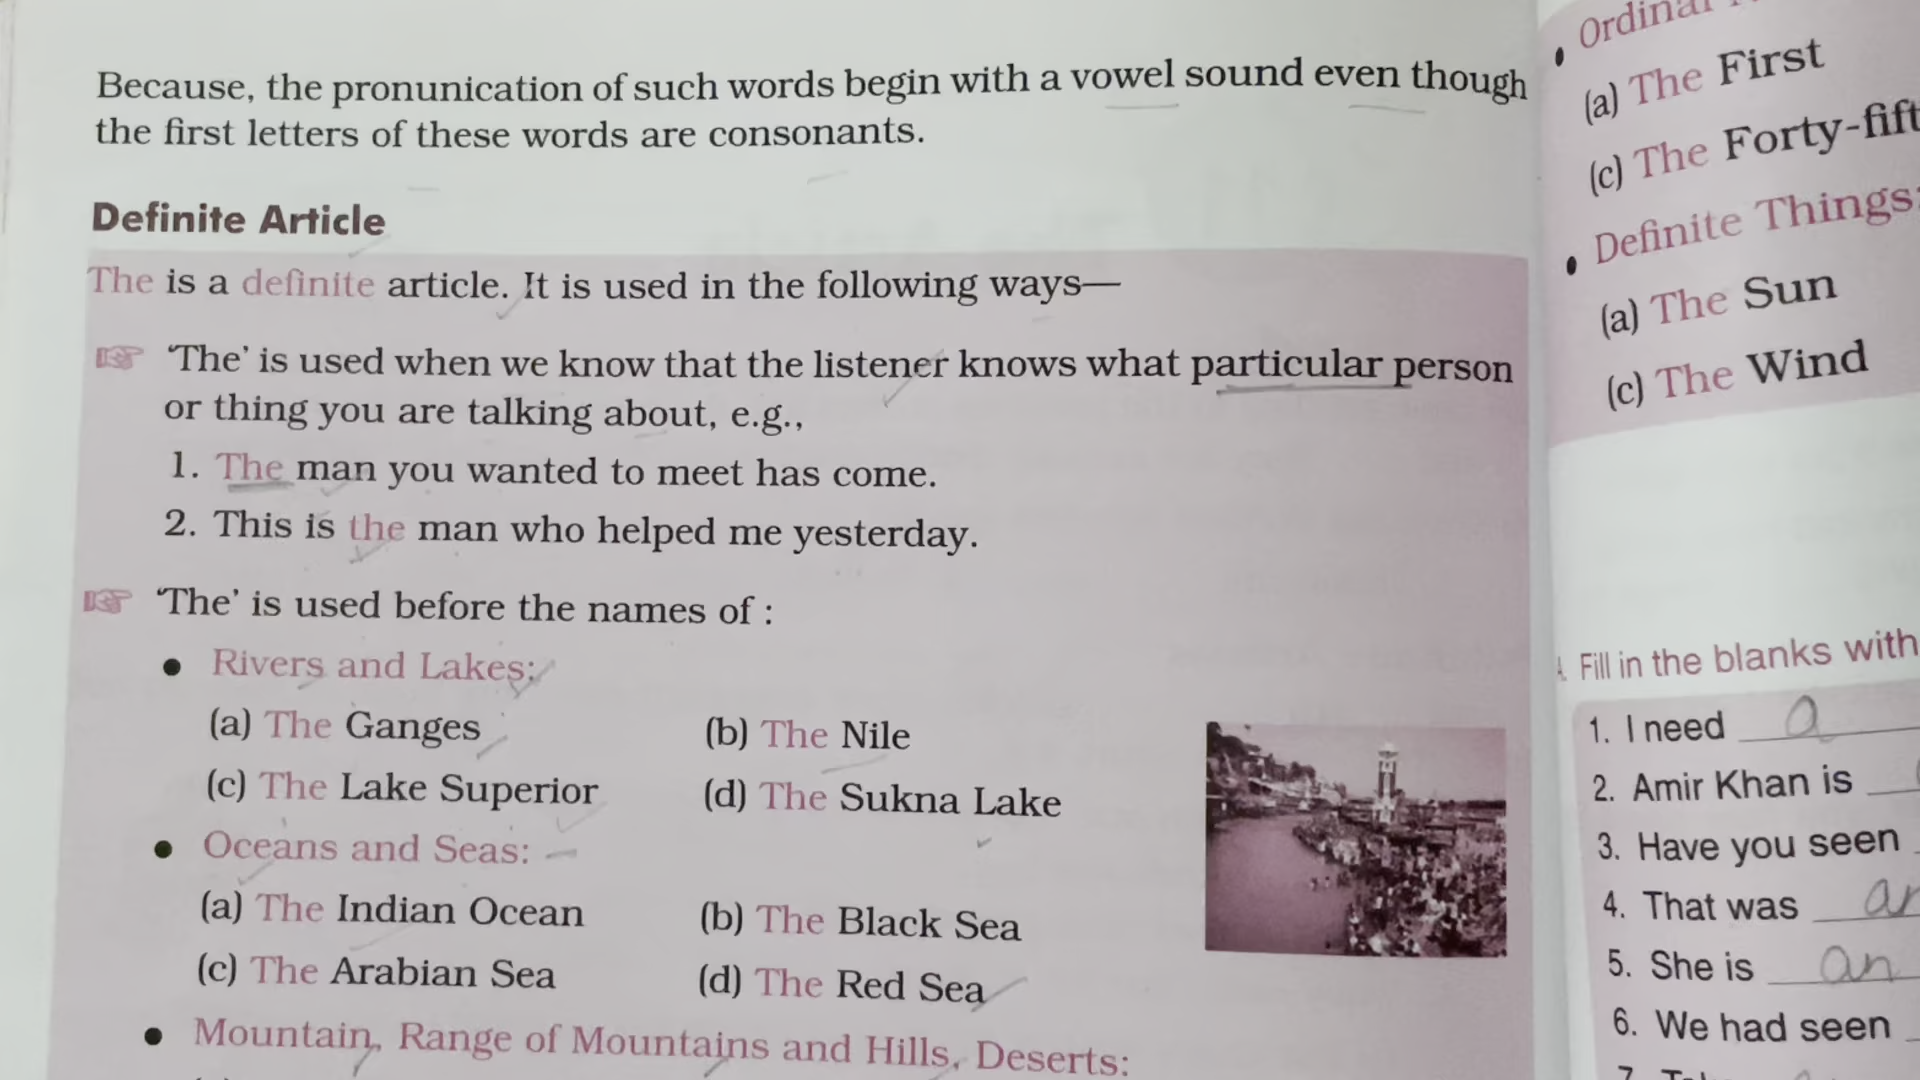 Because, the pronunication of such words begin with a vowel sound even though
the first letters of these words are consonants.
Definite Article
The is a definite article. It is used in the following ways—
'The' is used when we know that the listener knows what particular person
or thing you are talking about, e.g.,
1. The man you wanted to meet has come.
2. This is the man who helped me yesterday.
'The' is used before the names of :
• Rivers and Lakes:
(a) The Ganges (b) The Nile
(c) The Lake Superior (d) The Sukna Lake
• Oceans and Seas:
(a) The Indian Ocean (b) The Black Sea
(c) The Arabian Sea (d) The Red Sea
• Mountain, Range of Mountains and Hills, Deserts:
• Ordinal
(a) The First
(c) The
• Definite Things:
(a) The Sun
(c) The Wind
Fill in the blanks with
1. I need a
2. Amir Khan is
3. Have you seen
4. That was
5. She is an
6. We had seen
7.